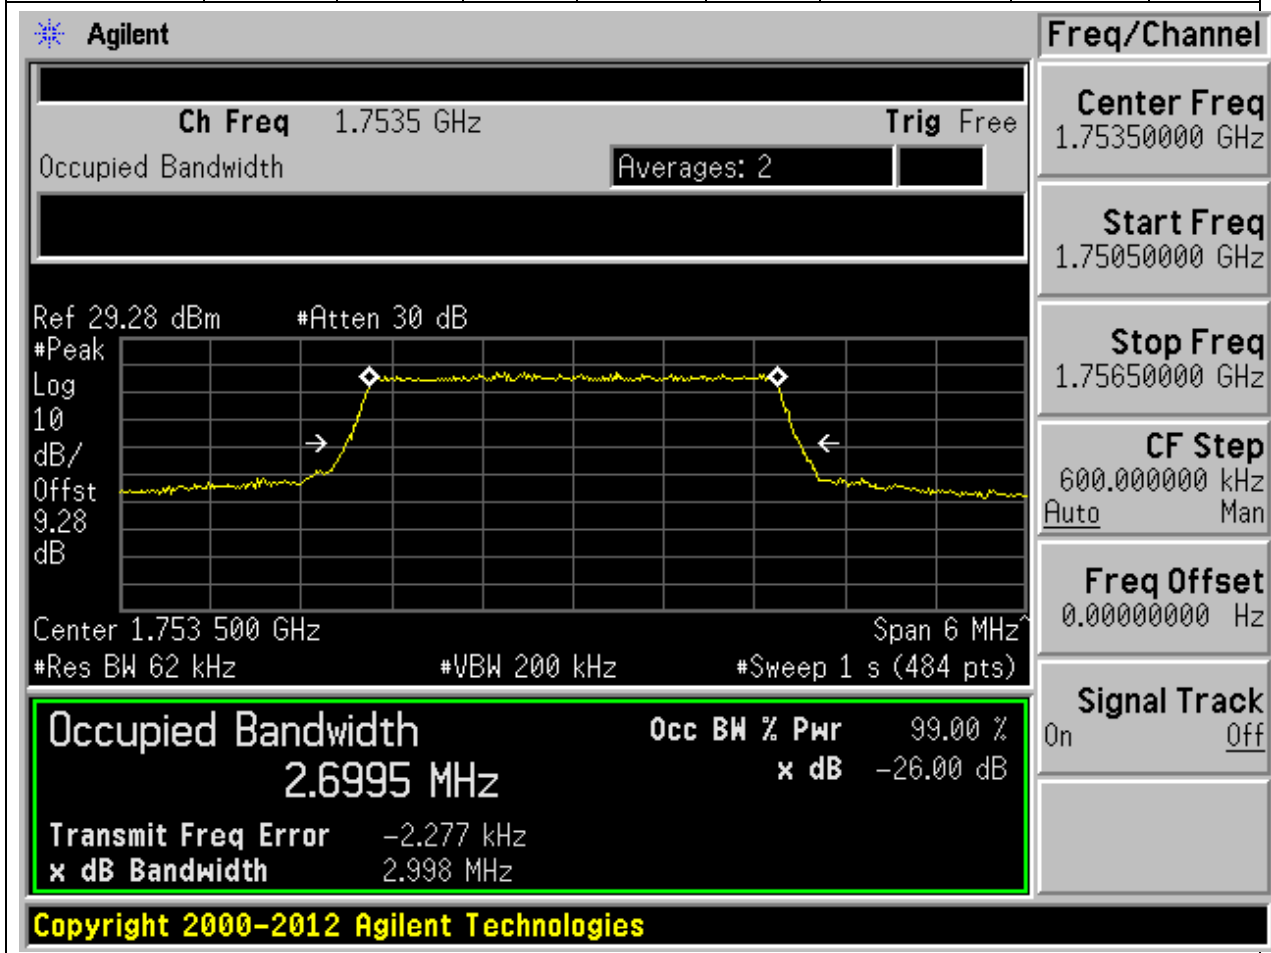 Agilent
Freq/Channel
Ch Freq 1.7535 GHz Trig Free
Occupied Bandwidth Averages: 2
Center Freq
1.75350000 GHz
Start Freq
1.75050000 GHz
Stop Freq
1.75650000 GHz
CF Step
600.000000 kHz
Auto Man
Freq Offset
0.00000000 Hz
Signal Track
On Off
Ref 29.28 dBm #Atten 30 dB
#Peak
Log
10
dB/
Offst
9.28
dB
Center 1.753 500 GHz Span 6 MHz^
#Res BW 62 kHz #VBW 200 kHz #Sweep 1 s (484 pts)
Occupied Bandwidth
2.6995 MHz
Occ BW % Pwr 99.00 %
x dB -26.00 dB
Transmit Freq Error -2.277 kHz
x dB Bandwidth 2.998 MHz
Copyright 2000-2012 Agilent Technologies